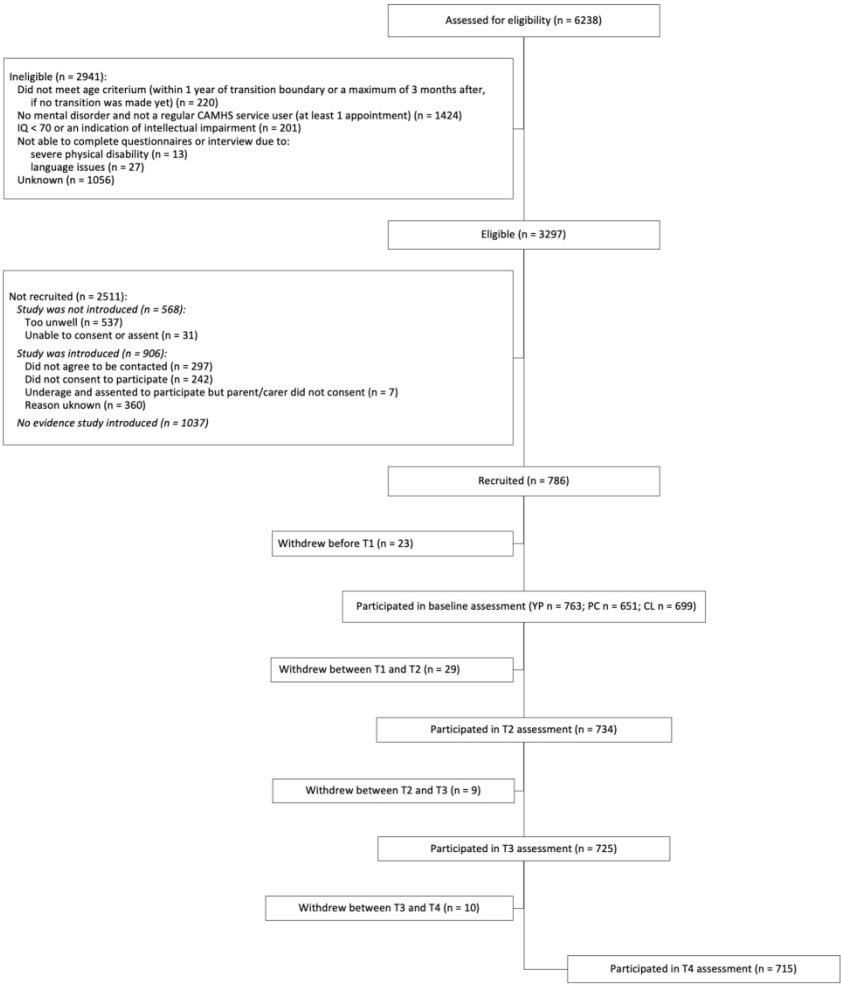 Assessed for eligibility (n = 6238)
Ineligible (n = 2941):
Did not meet age criterium (within 1 year of transition boundary or a maximum of 3 months after,
if no transition was made yet) (n = 220)
No mental disorder and not a regular CAMHS service user (at least 1 appointment) (n = 1424)
IQ < 70 or an indication of intellectual impairment (n = 201)
Not able to complete questionnaires or interview due to:
severe physical disability (n = 13)
language issues (n = 27)
Unknown (n = 1056)
Eligible (n = 3297)
Not recruited (n = 2511):
Study was not introduced (n = 568):
Too unwell (n = 537)
Unable to consent or assent (n = 31)
Study was introduced (n = 906):
Did not agree to be contacted (n = 297)
Did not consent to participate (n = 242)
Underage and assented to participate but parent/carer did not consent (n = 7)
Reason uknown (n = 360)
No evidence study introduced (n = 1037)
Recruited (n = 786)
Withdrew before T1 (n = 23)
Participated in baseline assessment (YP n = 763; PC n = 651; CL n = 699)
Withdrew between T1 and T2 (n = 29)
Participated in T2 assessment (n = 734)
Withdrew between T2 and T3 (n = 9)
Participated in T3 assessment (n = 725)
Withdrew between T3 and T4 (n = 10)
Participated in T4 assessment (n = 715)